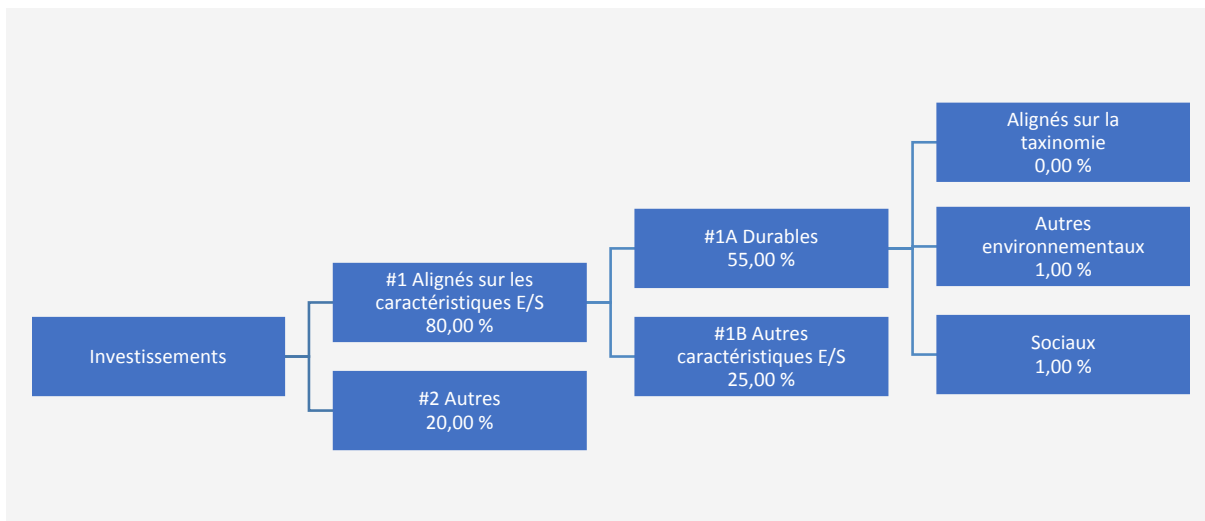 Investissements
#1 Alignés sur les
caractéristiques E/S
80,00 %
#2 Autres
20,00 %
#1A Durables
55,00 %
#1B Autres
caractéristiques E/S
25,00 %
Alignés sur la
taxinomie
0,00 %
Autres
environnementaux
1,00 %
Sociaux
1,00 %